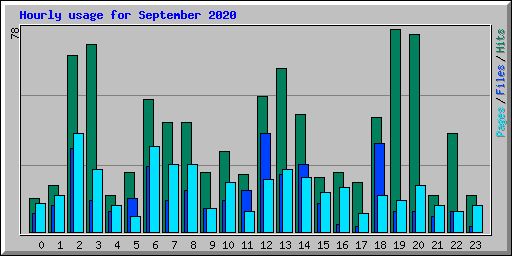 Hourly usage for September 2020
78
Pages / Files / Hits
0 1 2 3 4 5 6 7 8 9 10 11 12 13 14 15 16 17 18 19 20 21 22 23